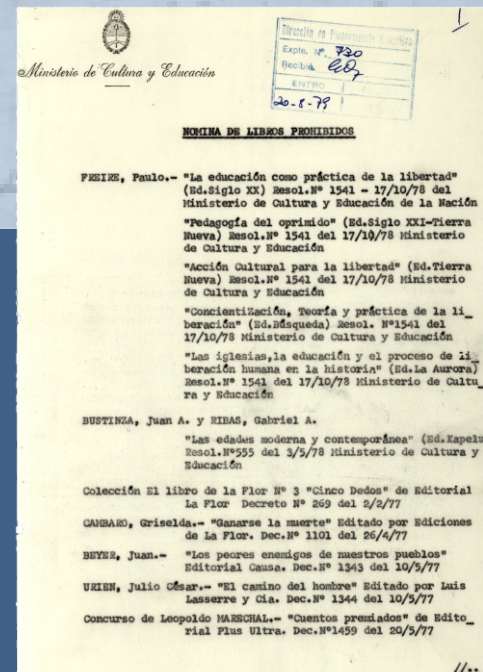 1
Ministerio de Cultura y Educación
Dirección de
Expte. Nº 730
Recibió.
ENTRO
20-8-79
NOMINA DE LIBROS PROHIBIDOS
FREIRE, Paulo.- "La educación como práctica de la libertad"
(Ed.Siglo XX) Resol.Nº 1541 - 17/10/78 del
Ministerio de Cultura y Educación de la Nación
"Pedagogía del oprimido" (Ed.Siglo XXI-Tierra
Nueva) Resol.Nº 1541 del 17/10/78 Ministerio
de Cultura y Educación
"Acción Cultural para la libertad" (Ed.Tierra
Nueva) Resol.Nº 1541 del 17/10/78 Ministerio
de Cultura y Educación
"Concientización, Teoría y práctica de la li_
beración" (Ed.Búsqueda) Resol. Nº1541 del
17/10/78 Ministerio de Cultura y Educación
"Las iglesias,la educación y el proceso de li_
beración humana en la historia" (Ed.La Aurora)
Resol.Nº 1541 del 17/10/78 Ministerio de Cultu_
ra y Educación
BUSTINZA, Juan A. y RIBAS, Gabriel A.
"Las edades moderna y contemporánea" (Ed.Kapelu
Resol.Nº555 del 3/5/78 Ministerio de Cultura y
Educación
Colección El libro de la Flor Nº 3 "Cinco Dedos" de Editorial
La Flor Decreto Nº 269 del 2/2/77
CAMBARO, Griselda.- "Ganarse la muerte" Editado por Ediciones
de La Flor. Dec.Nº 1101 del 26/4/77
BEYER, Juan.- "Los peores enemigos de nuestros pueblos"
Editorial Causa. Dec.Nº 1343 del 10/5/77
URIEN, Julio César.- "El camino del hombre" Editado por Luis
Lasserre y Cia. Dec.Nº 1344 del 10/5/77
Concurso de Leopoldo MARECHAL.- "Cuentos premiados" de Edito_
rial Plus Ultra. Dec.Nº1459 del 20/5/77
//..